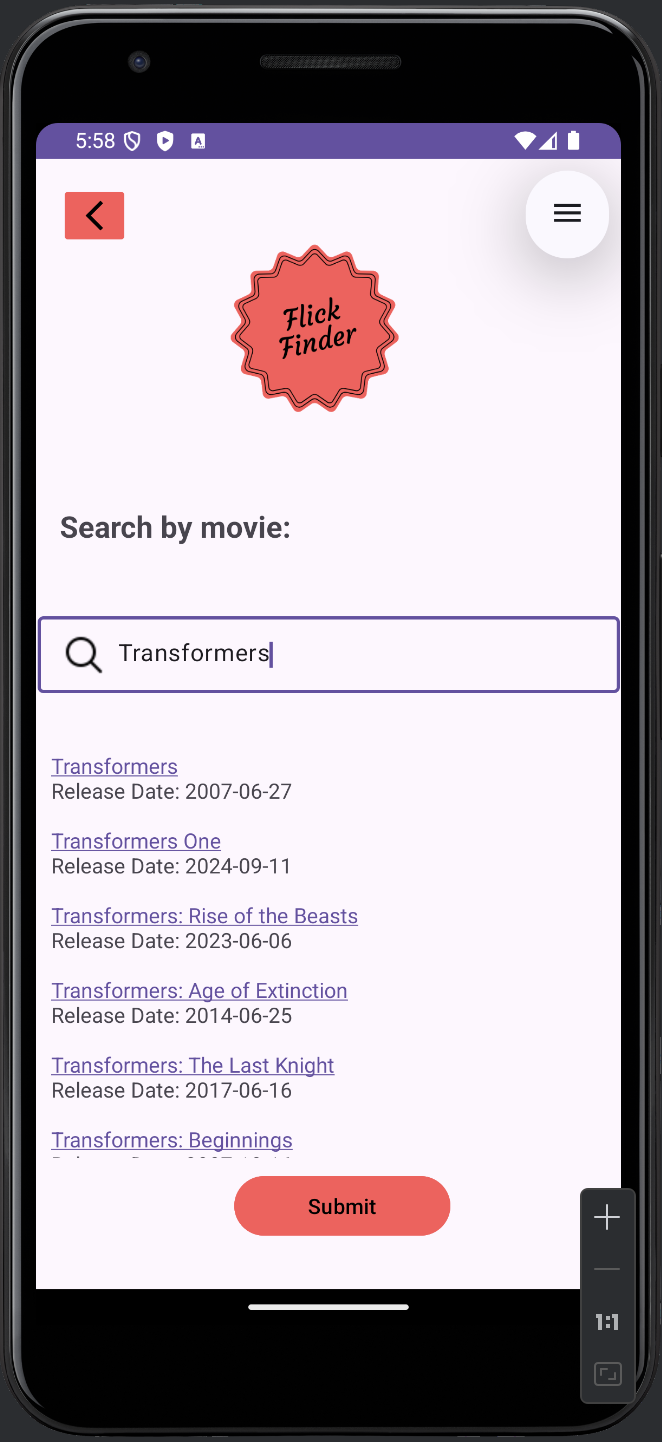 5:58
Flick
Finder
Search by movie:
Transformers
Transformers
Release Date: 2007-06-27
Transformers One
Release Date: 2024-09-11
Transformers: Rise of the Beasts
Release Date: 2023-06-06
Transformers: Age of Extinction
Release Date: 2014-06-25
Transformers: The Last Knight
Release Date: 2017-06-16
Transformers: Beginnings
Submit
1:1